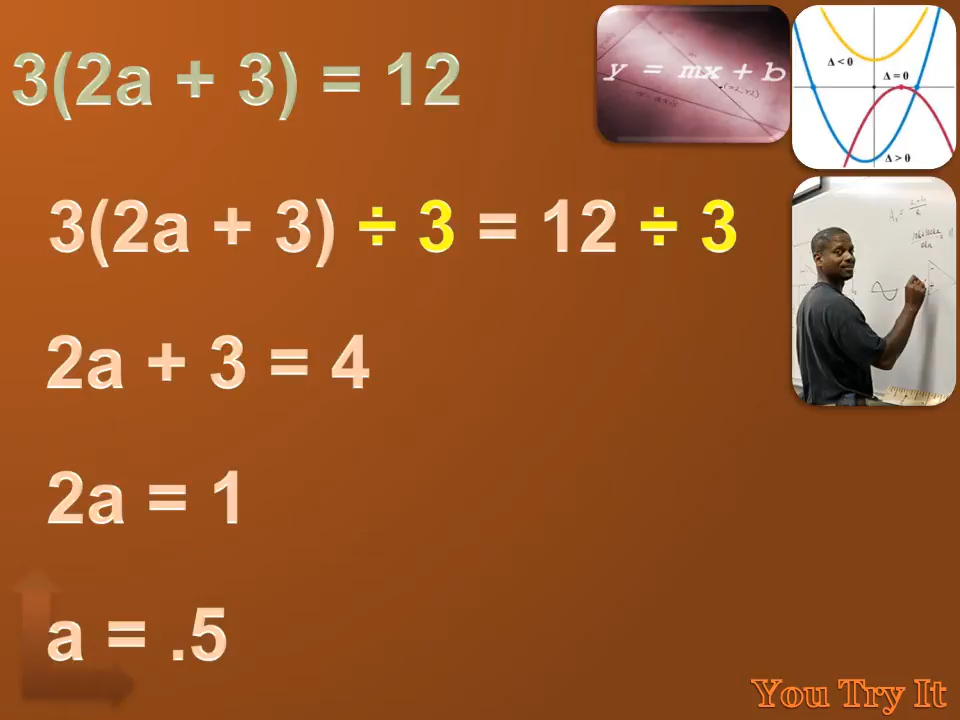 3(2a + 3) = 12
y = mx + b
Δ < 0
Δ = 0
Δ > 0
3(2a + 3) ÷ 3 = 12 ÷ 3
2a + 3 = 4
2a = 1
a = .5
You Try It